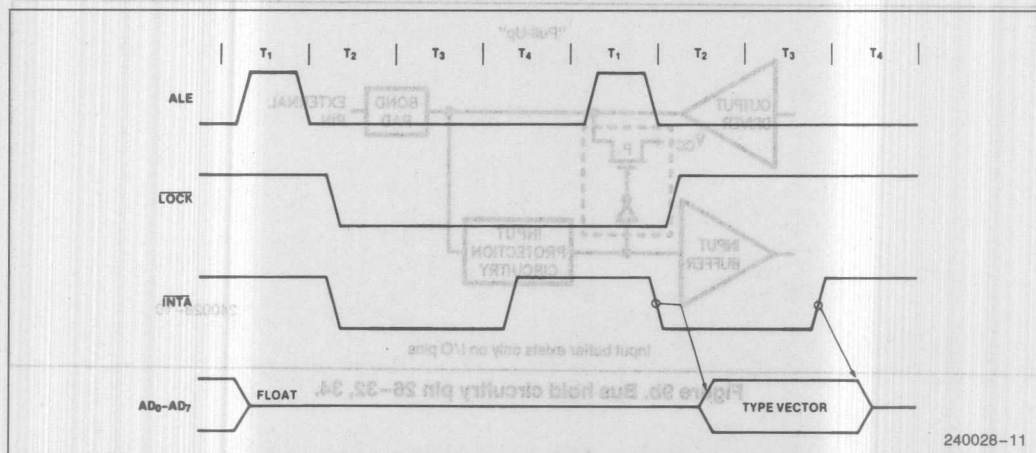 "Pull-Up"
T₁ T₂ T₃ T₄ T₁ T₂ T₃ T₄
ALE
BOND
PAD
EXTERNAL
PIN
OUTPUT
DRIVER
VCC
P
LOCK
INPUT
PROTECTION
CIRCUITRY
INPUT
BUFFER
INTA
240028-10
Input buffer exists only on I/O pins
Figure 9b. Bus hold circuitry pin 26-32, 34.
AD₀-AD₇
FLOAT
TYPE VECTOR
240028-11